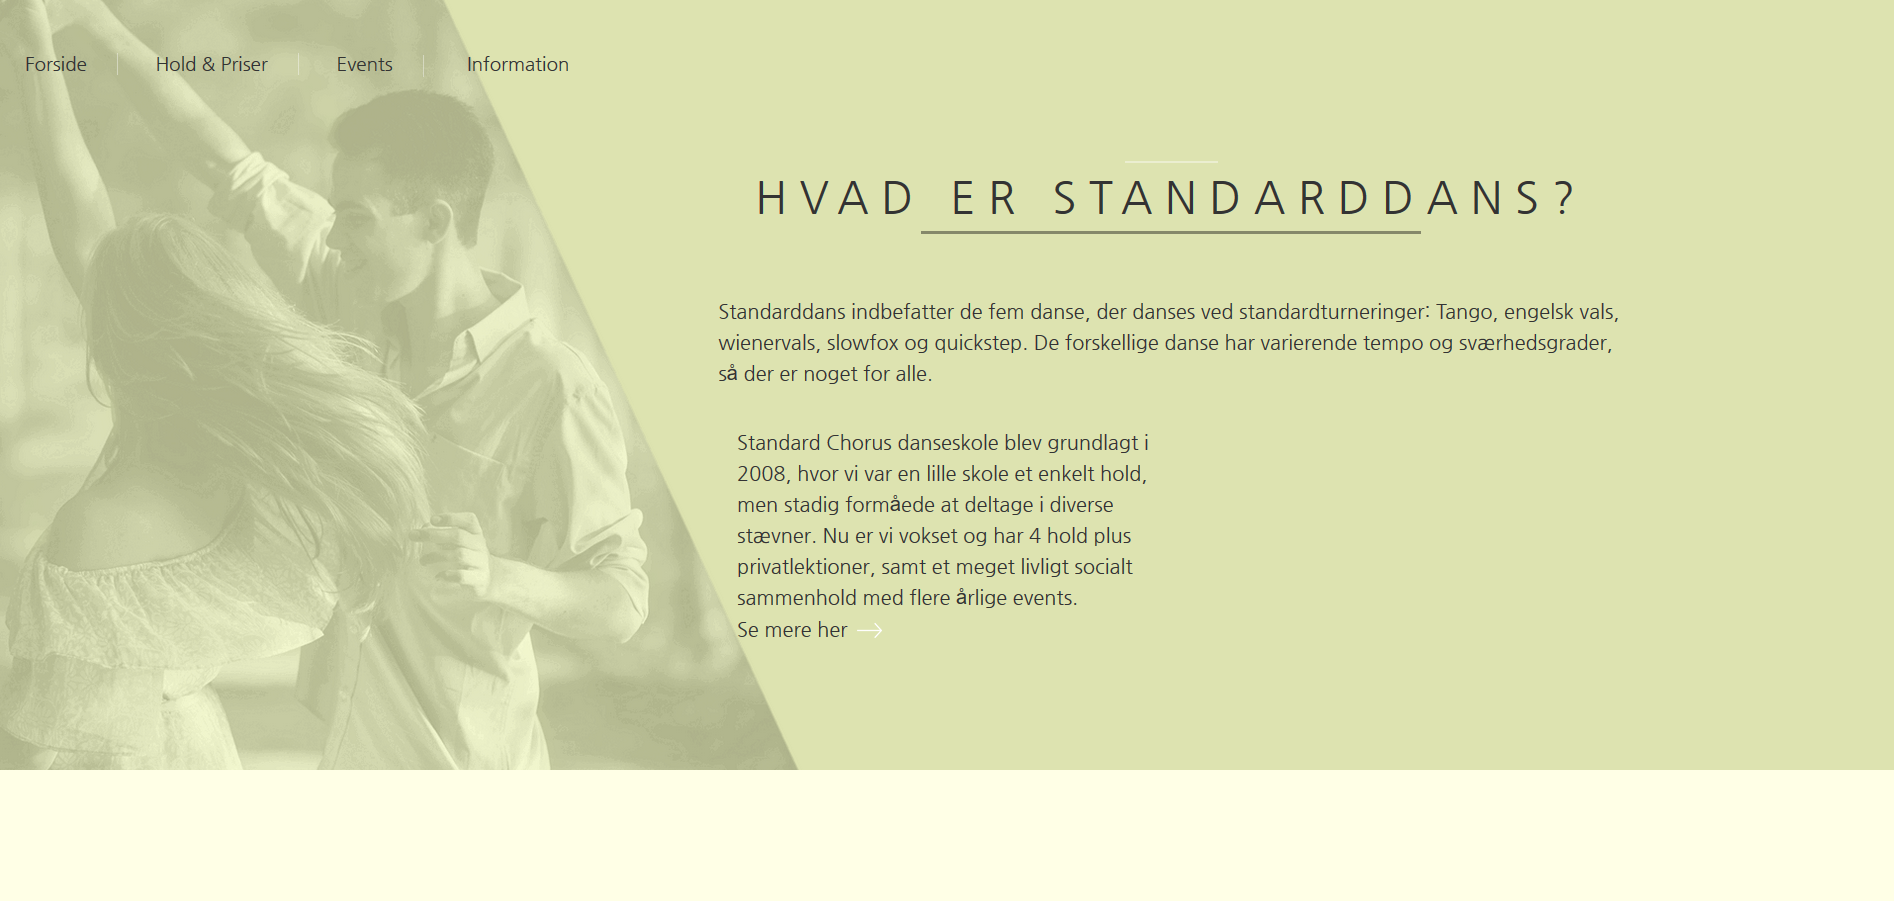 Forside
Hold & Priser
Events
Information
HVAD ER STANDARDDANS?
Standarddans indbefatter de fem danse, der danses ved standardturneringer: Tango, engelsk vals,
wienervals, slowfox og quickstep. De forskellige danse har varierende tempo og sværhedsgrader,
så der er noget for alle.
Standard Chorus danseskole blev grundlagt i
2008, hvor vi var en lille skole et enkelt hold,
men stadig formåede at deltage i diverse
stævner. Nu er vi vokset og har 4 hold plus
privatlektioner, samt et meget livligt socialt
sammenhold med flere årlige events.
Se mere her